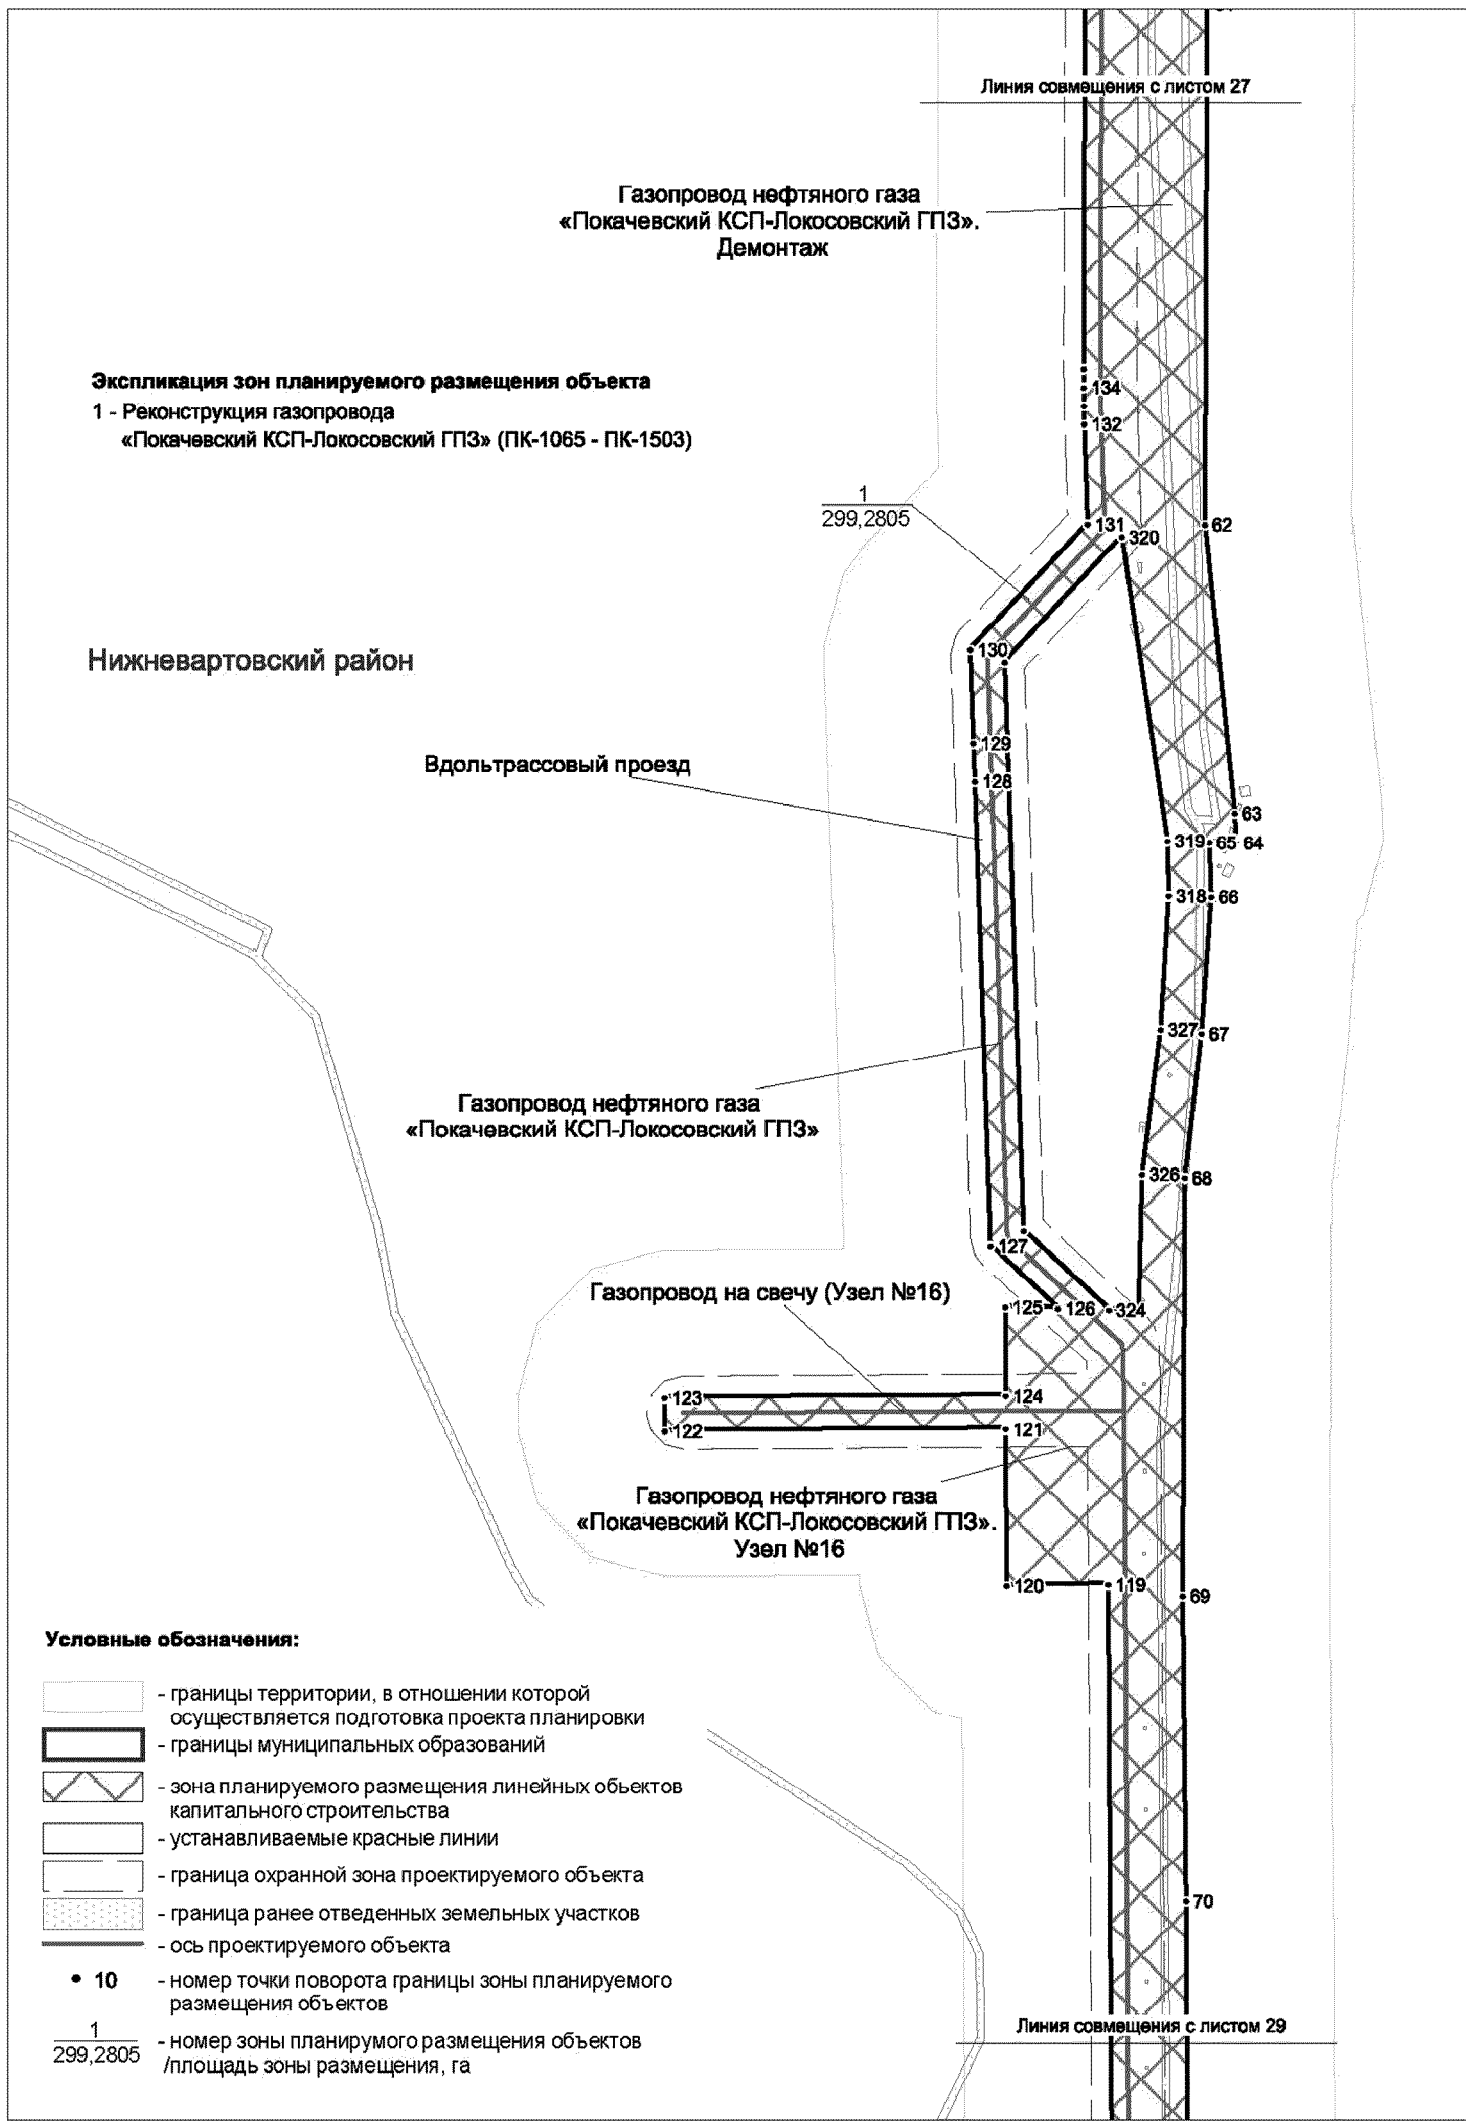 Линия совмещения с листом 27
Газопровод нефтяного газа
«Покачевский КСП-Локосовский ГПЗ».
Демонтаж
Экспликация зон планируемого размещения объекта
1 - Реконструкция газопровода
«Покачевский КСП-Локосовский ГПЗ» (ПК-1065 - ПК-1503)
134
132
1
299,2805
131
320
62
Нижневартовский район
130
129
Вдольтрассовый проезд
128
63
319
65
64
318
66
327
67
Газопровод нефтяного газа
«Покачевский КСП-Локосовский ГПЗ»
326
68
127
Газопровод на свечу (Узел №16)
125
126
324
123
124
122
121
Газопровод нефтяного газа
«Покачевский КСП-Локосовский ГПЗ».
Узел №16
120
119
69
Условные обозначения:
- границы территории, в отношении которой
осуществляется подготовка проекта планировки
- границы муниципальных образований
- зона планируемого размещения линейных обьектов
капитального строительства
- устанавливаемые красные линии
- граница охранной зона проектируемого объекта
- граница ранее отведенных земельных участков
- ось проектируемого объекта
70
• 10 - номер точки поворота границы зоны планируемого
размещения объектов
Линия совмещения с листом 29
1
299,2805
- номер зоны планирумого размещения объектов
/площадь зоны размещения, га